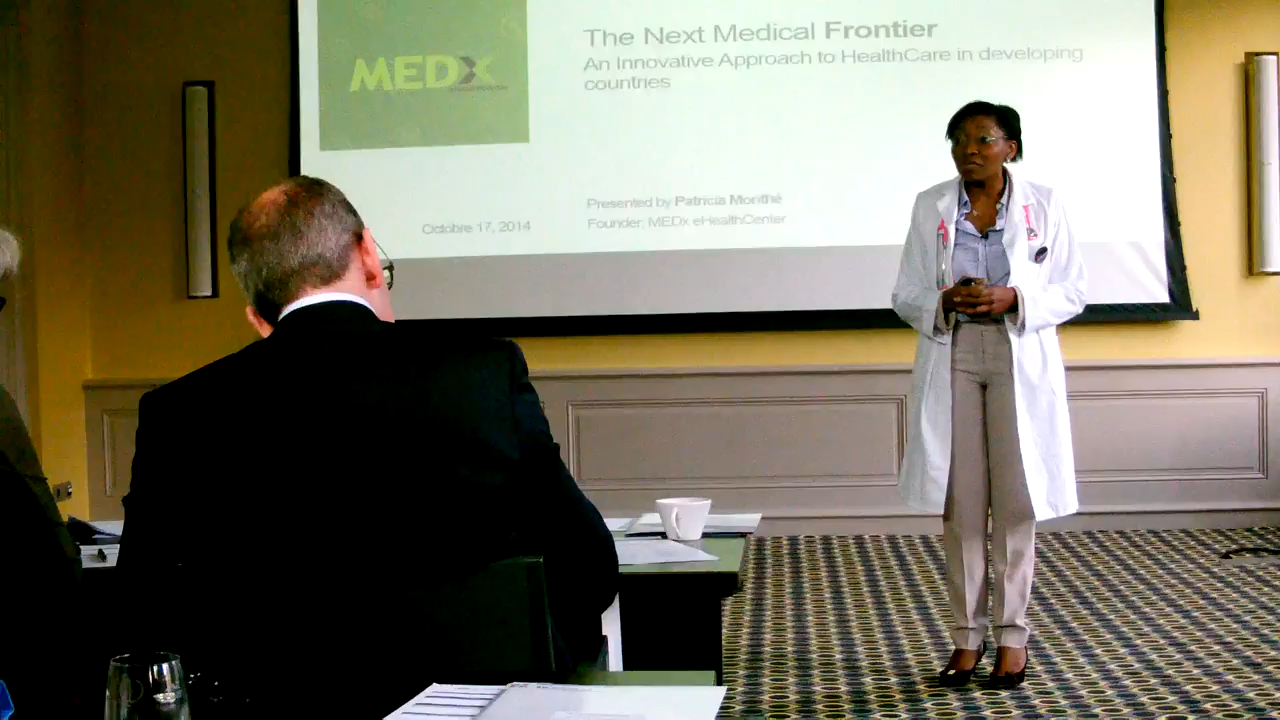 MEDX
The Next Medical Frontier
An Innovative Approach to HealthCare in developing
countries
Presented by Patricia Monthé
Founder, MEDx eHealthCenter
Octobre 17, 2014